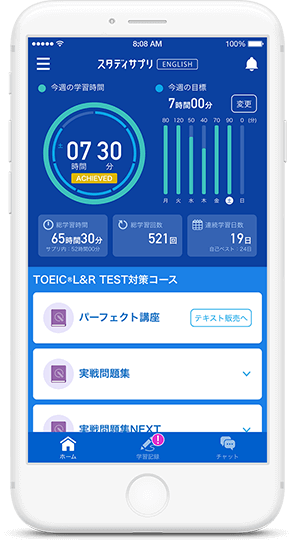 8:08 AM 100%
スタディサプリ ENGLISH
今週の学習時間 今週の目標
7時間00分 変更
80 120 50 40 70 90 0 (分)
07 30
時間 分
ACHIEVED
月 火 水 木 金 土 日
総学習時間 総学習回数 連続学習日数
65時間30分 521回 19日
サプリ内:52時間00分 自己ベスト:24日
TOEIC®L&R TEST対策コース
パーフェクト講座 テキスト販売へ
実戦問題集
実戦問題集NEXT
!
ホーム 学習記録 チャット